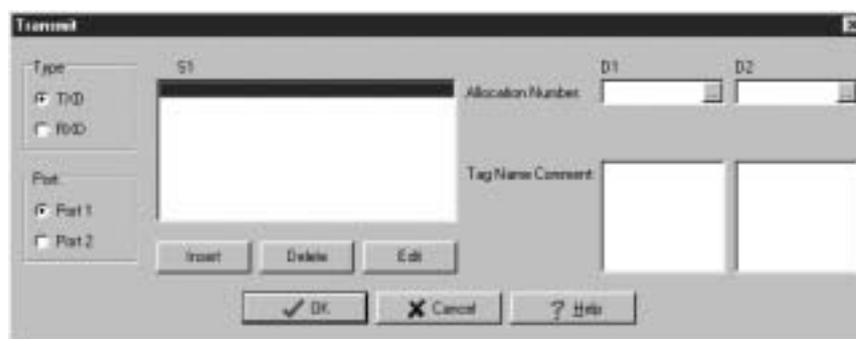 Transmit
Type
TXD
RXD
Port
Port 1
Port 2
S1
Insert
Delete
Edit
D1
D2
Allocation Number:
...
...
Tag Name Comment:
OK
Cancel
? Help